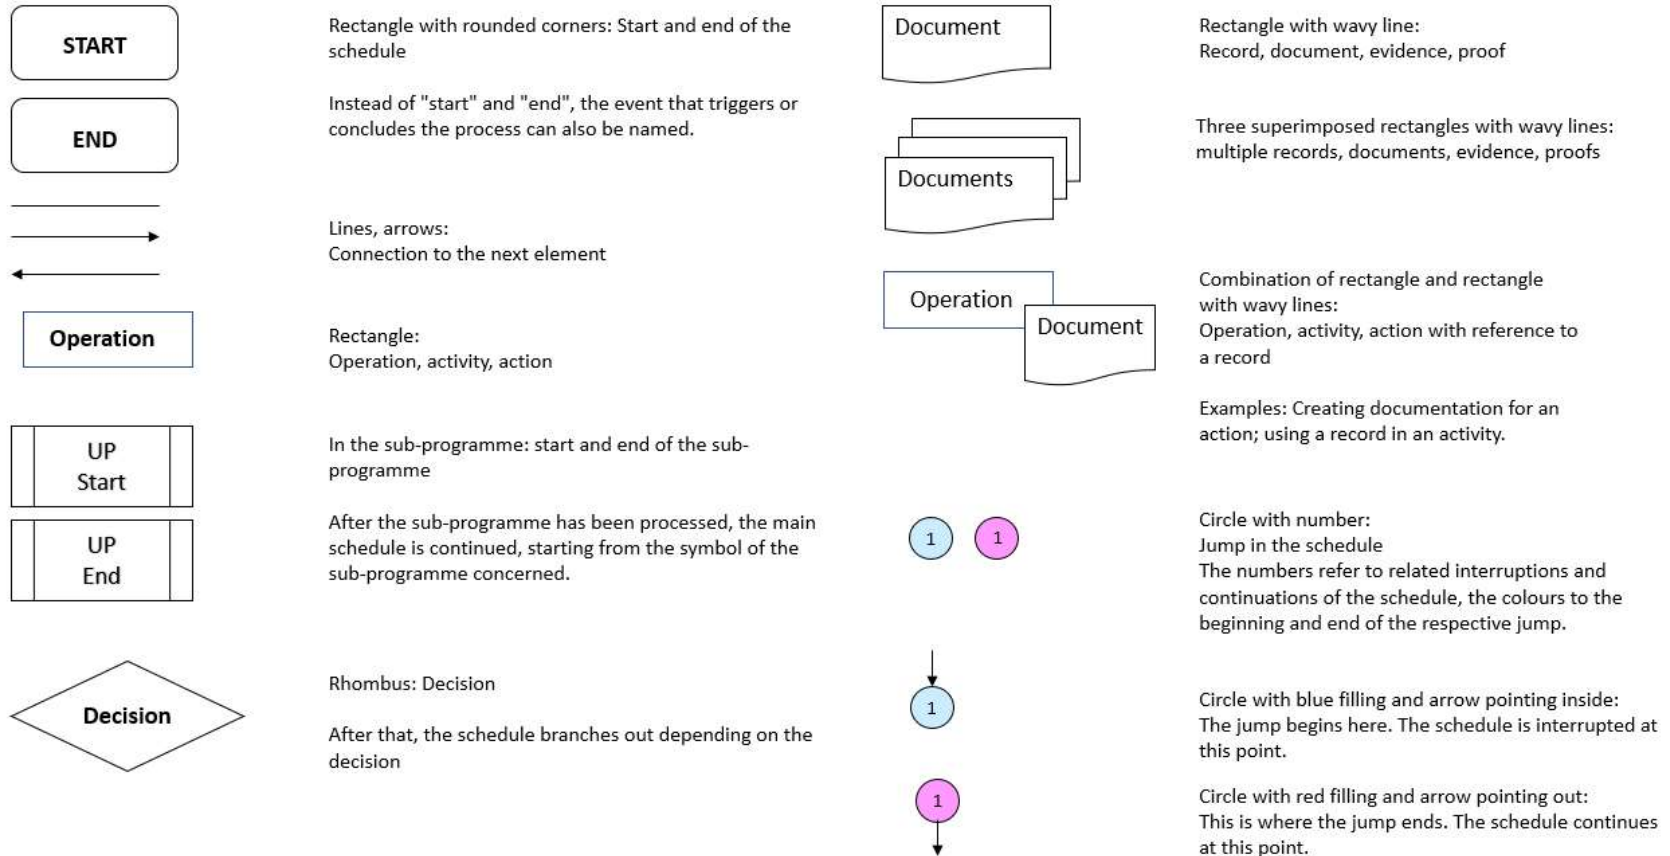 START
Rectangle with rounded corners: Start and end of the
schedule
END
Instead of "start" and "end", the event that triggers or
concludes the process can also be named.
Lines, arrows:
Connection to the next element
Operation
Rectangle:
Operation, activity, action
UP
Start
In the sub-programme: start and end of the sub-
programme
UP
End
After the sub-programme has been processed, the main
schedule is continued, starting from the symbol of the
sub-programme concerned.
Decision
Rhombus: Decision
After that, the schedule branches out depending on the
decision
Document
Rectangle with wavy line:
Record, document, evidence, proof
Documents
Three superimposed rectangles with wavy lines:
multiple records, documents, evidence, proofs
Operation
Document
Combination of rectangle and rectangle
with wavy lines:
Operation, activity, action with reference to
a record
Examples: Creating documentation for an
action; using a record in an activity.
1 1
Circle with number:
Jump in the schedule
The numbers refer to related interruptions and
continuations of the schedule, the colours to the
beginning and end of the respective jump.
1
Circle with blue filling and arrow pointing inside:
The jump begins here. The schedule is interrupted at
this point.
1
Circle with red filling and arrow pointing out:
This is where the jump ends. The schedule continues
at this point.